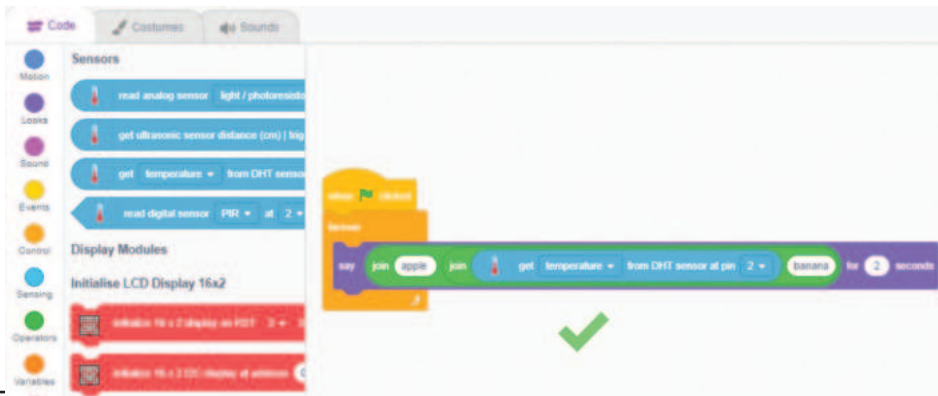 Code Costumes Sounds
Motion
Looks
Sound
Events
Control
Sensing
Operators
Variables
Sensors
read analog sensor light / photoresisto
get ultrasonic sensor distance (cm) | trig
get temperature from DHT senso
read digital sensor PIR at 2
Display Modules
Initialise LCD Display 16x2
when clicked
forever
say join apple join get temperature from DHT sensor at pin 2 banana for 2 seconds